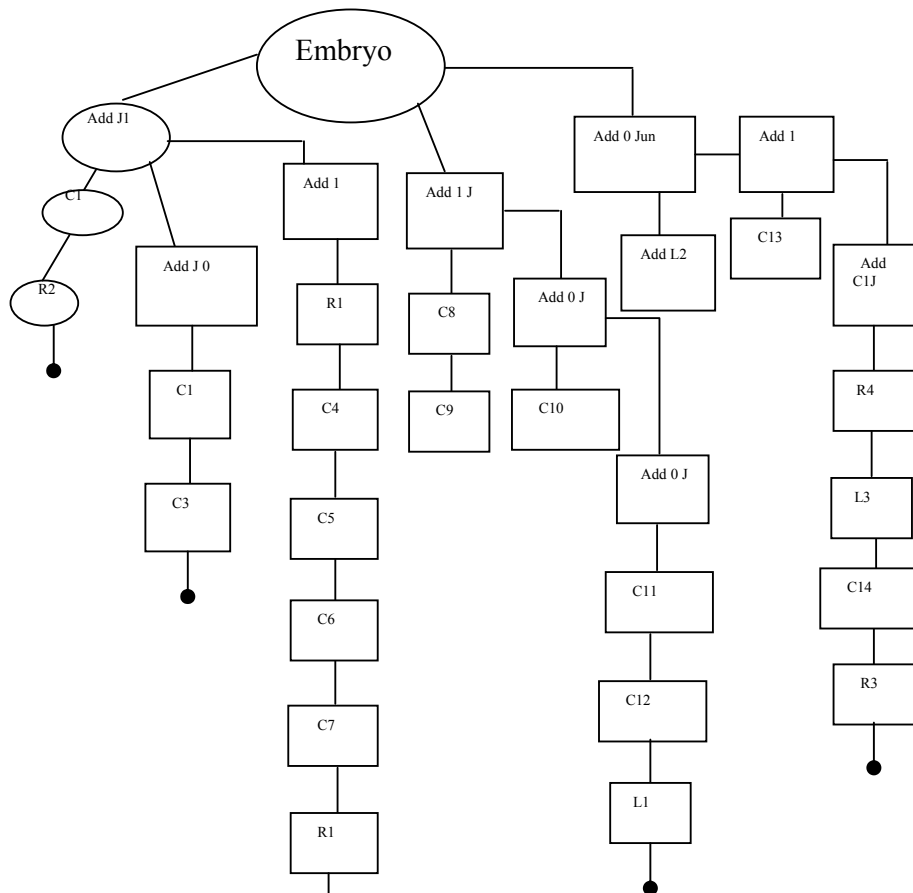 Embryo
Add J1
Add 0 Jun
Add 1
Add 1
Add 1 J
C1
C13
Add J 0
Add L2
Add
C1J
R2
Add 0 J
R1
C8
C1
R4
C4
C9
C10
Add 0 J
C3
L3
C5
C11
C14
C6
R3
C12
C7
L1
R1